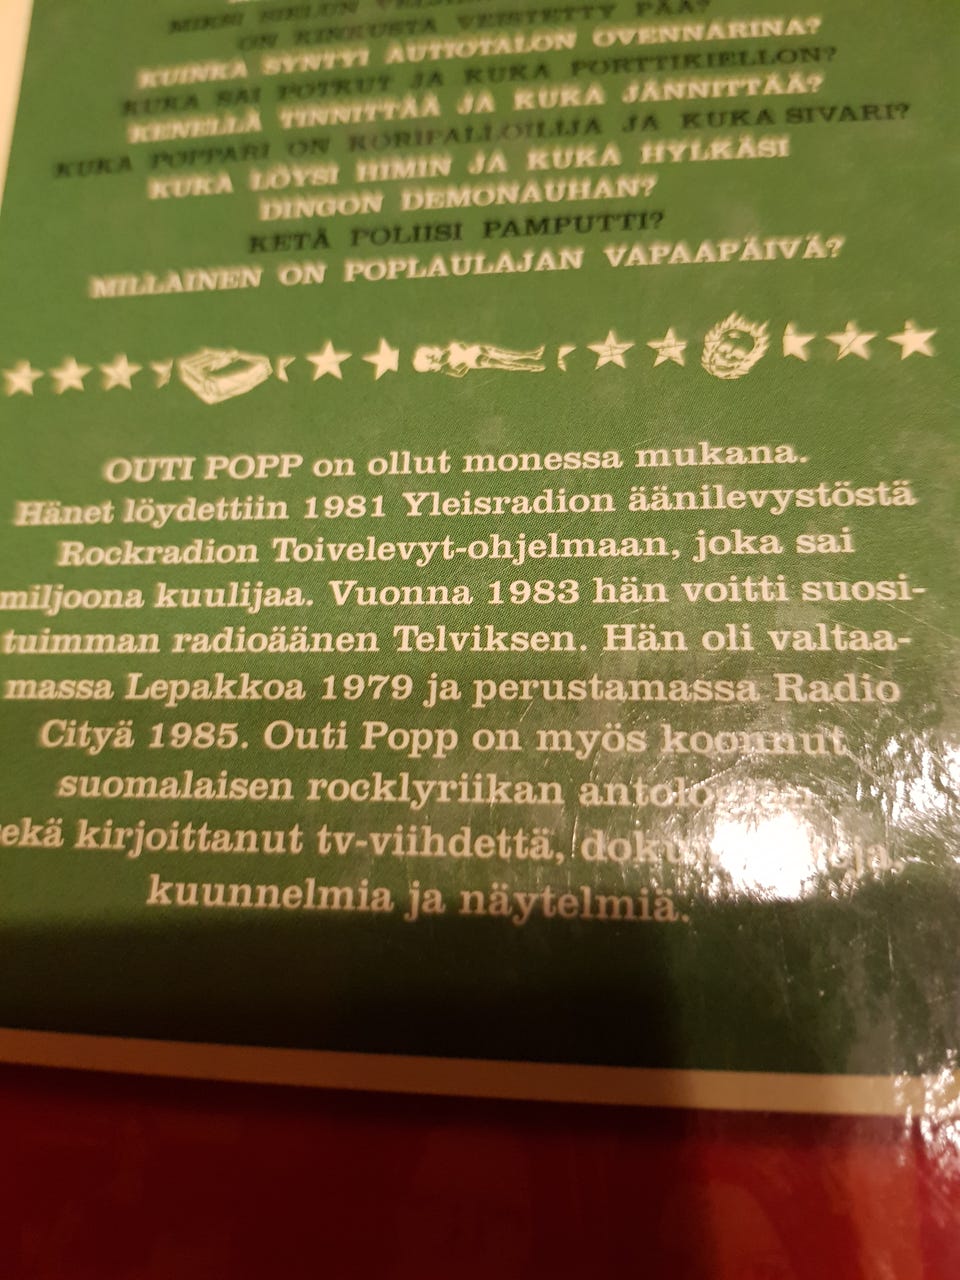 MIKSI NIILON
ON KINKUSTA VEISTETTY PÄÄ?
KUINKA SYNTYI AUTIOTALON OVENNARINA?
KUKA SAI POTKUT JA KUKA PORTTIKIELLON?
KENELLÄ TINNITTÄÄ JA KUKA JÄNNITTÄÄ?
KUKA POPPARI ON KORIPALLOILIJA JA KUKA SIVARI?
KUKA LÖYSI HIMIN JA KUKA HYLKÄSI
DINGON DEMONAUHAN?
KETÄ POLIISI PAMPUTTI?
MILLAINEN ON POPLAULAJAN VAPAAPÄIVÄ?
OUTI POPP on ollut monessa mukana.
Hänet löydettiin 1981 Yleisradion äänilevystöstä
Rockradion Toivelevyt-ohjelmaan, joka sai
miljoona kuulijaa. Vuonna 1983 hän voitti suosi-
tuimman radioäänen Telviksen. Hän oli valtaa-
massa Lepakkoa 1979 ja perustamassa Radio
Cityä 1985. Outi Popp on myös koonnut
suomalaisen rocklyriikan
ekä kirjoittanut tv-viihdettä,
kuunnelmia ja näytelmiä.